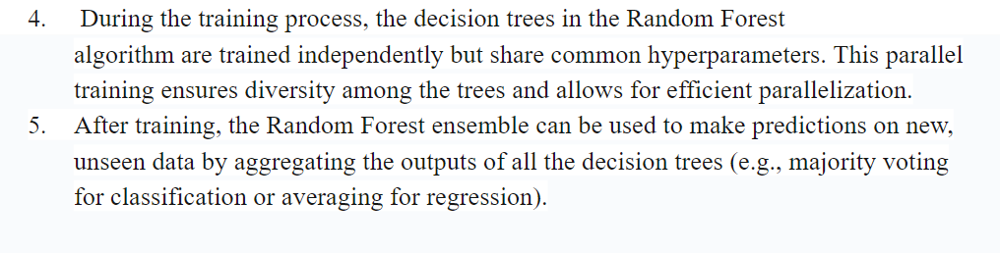 4. During the training process, the decision trees in the Random Forest
algorithm are trained independently but share common hyperparameters. This parallel
training ensures diversity among the trees and allows for efficient parallelization.
5. After training, the Random Forest ensemble can be used to make predictions on new,
unseen data by aggregating the outputs of all the decision trees (e.g., majority voting
for classification or averaging for regression).